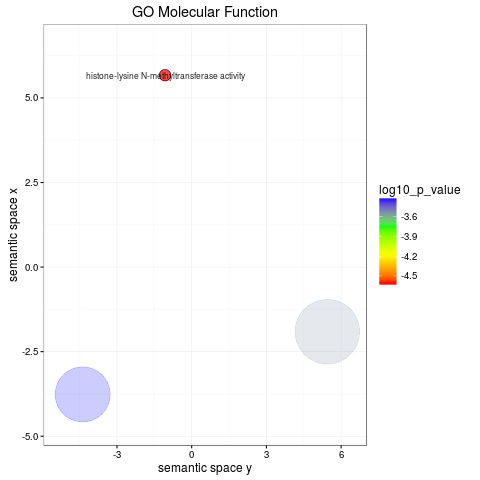 GO Molecular Function
histone-lysine N-methyltransferase activity
5.0
2.5
0.0
-2.5
-5.0
semantic space x
-3
0
3
6
semantic space y
log10_p_value
-3.6
-3.9
-4.2
-4.5